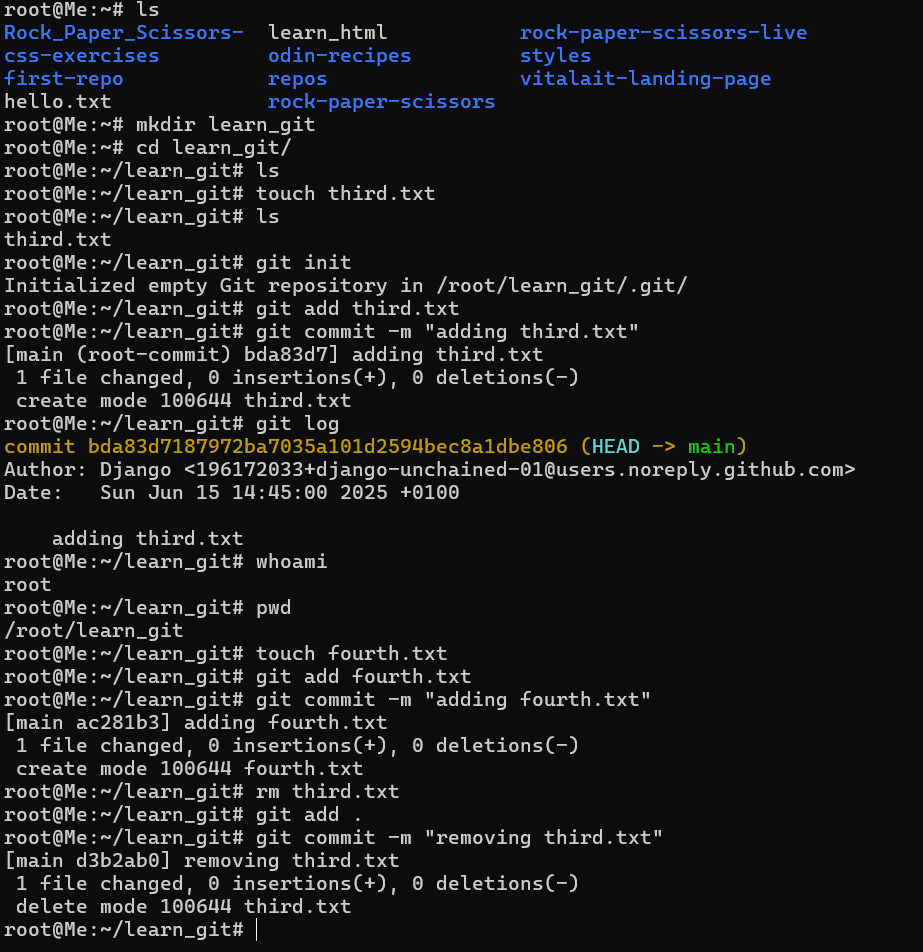 root@Me:~# ls
Rock_Paper_Scissors-  learn_html           rock-paper-scissors-live
css-exercises         odin-recipes         styles
first-repo            repos                vitalait-landing-page
hello.txt             rock-paper-scissors
root@Me:~# mkdir learn_git
root@Me:~# cd learn_git/
root@Me:~/learn_git# ls
root@Me:~/learn_git# touch third.txt
root@Me:~/learn_git# ls
third.txt
root@Me:~/learn_git# git init
Initialized empty Git repository in /root/learn_git/.git/
root@Me:~/learn_git# git add third.txt
root@Me:~/learn_git# git commit -m "adding third.txt"
[main (root-commit) bda83d7] adding third.txt
 1 file changed, 0 insertions(+), 0 deletions(-)
 create mode 100644 third.txt
root@Me:~/learn_git# git log
commit bda83d7187972ba7035a101d2594bec8a1dbe806 (HEAD -> main)
Author: Django <196172033+django-unchained-01@users.noreply.github.com>
Date:   Sun Jun 15 14:45:00 2025 +0100

    adding third.txt
root@Me:~/learn_git# whoami
root
root@Me:~/learn_git# pwd
/root/learn_git
root@Me:~/learn_git# touch fourth.txt
root@Me:~/learn_git# git add fourth.txt
root@Me:~/learn_git# git commit -m "adding fourth.txt"
[main ac281b3] adding fourth.txt
 1 file changed, 0 insertions(+), 0 deletions(-)
 create mode 100644 fourth.txt
root@Me:~/learn_git# rm third.txt
root@Me:~/learn_git# git add .
root@Me:~/learn_git# git commit -m "removing third.txt"
[main d3b2ab0] removing third.txt
 1 file changed, 0 insertions(+), 0 deletions(-)
 delete mode 100644 third.txt
root@Me:~/learn_git#